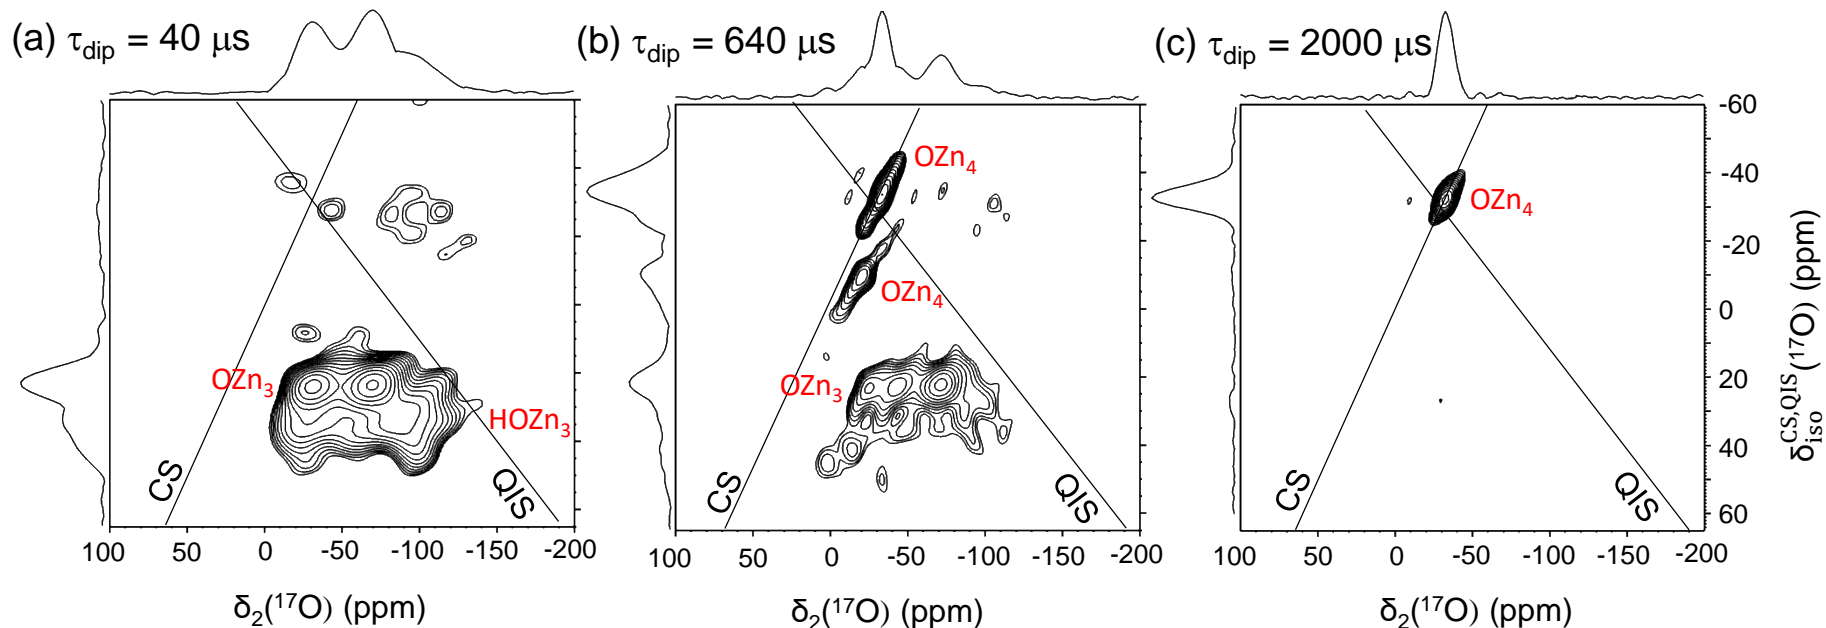 (a) τdip = 40 μs
(b) τdip = 640 μs
(c) τdip = 2000 μs
OZn3
HOZn3
CS
QIS
100 50 0 -50 -100 -150 -200
δ2(17O) (ppm)
OZn4
OZn4
OZn3
CS
QIS
100 50 0 -50 -100 -150 -200
δ2(17O) (ppm)
OZn4
CS
QIS
100 50 0 -50 -100 -150 -200
δ2(17O) (ppm)
-60
-40
-20
0
20
40
60
δisoCS,QIS(17O) (ppm)